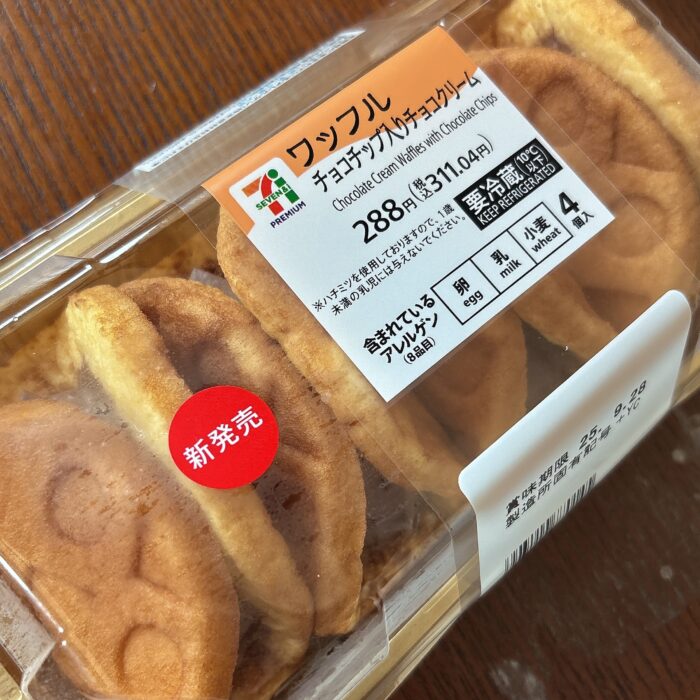 ワッフル
チョコチップ入りチョコクリーム
Chocolate Cream Waffles with Chocolate Chips
288円(税込311.04円)
7
SEVEN&i
PREMIUM
要冷蔵(10℃以下)
KEEP REFRIGERATED
※ハチミツを使用しておりますので、1歳
未満の乳児には与えないでください。
4個入
含まれている
アレルゲン
(8品目)
卵
egg
乳
milk
小麦
wheat
新発売
賞味期限 25. 9.28
製造所固有記号 +YC